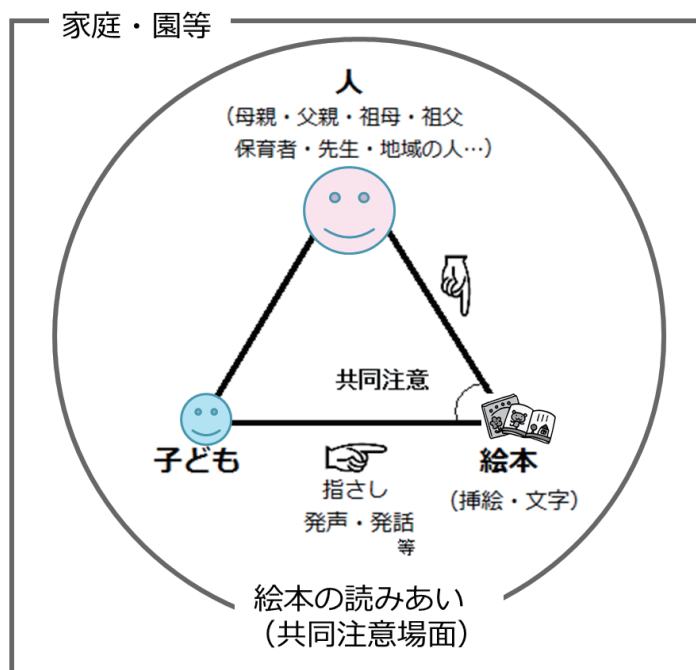 家庭・園等
人
（母親・父親・祖母・祖父
保育者・先生・地域の人…）
共同注意
子ども
絵本
（挿絵・文字）
指さし
発声・発話
等
絵本の読みあい
（共同注意場面）